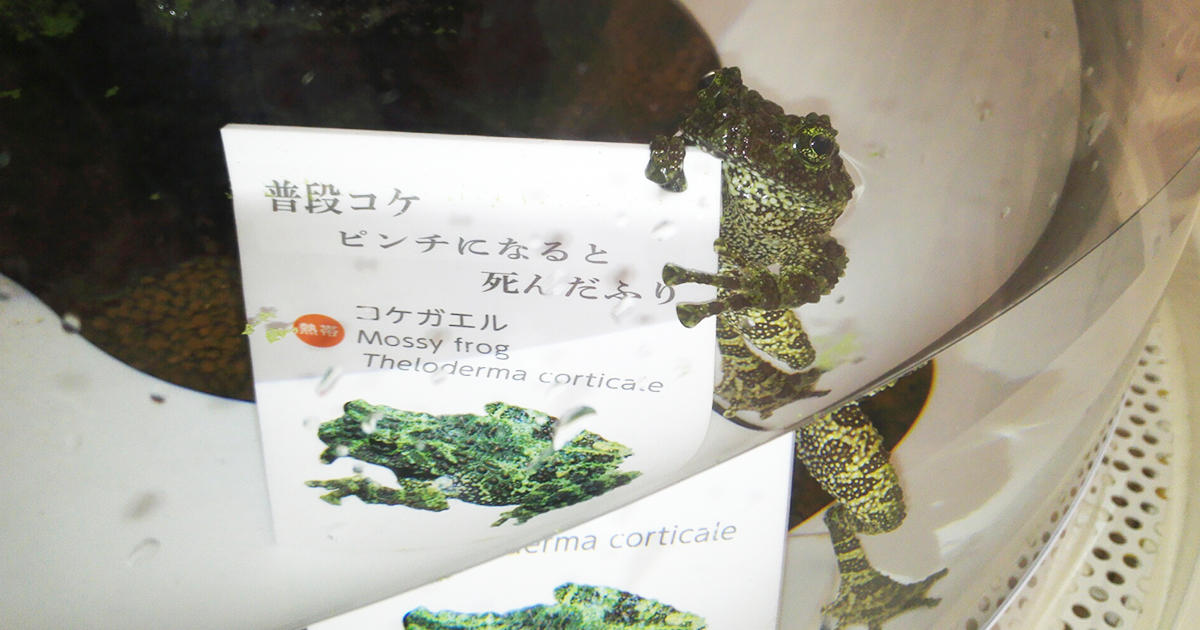 普段コケ
ピンチになると
死んだふり
熱帯
コケガエル
Mossy frog
Theloderma corticale
derma corticale